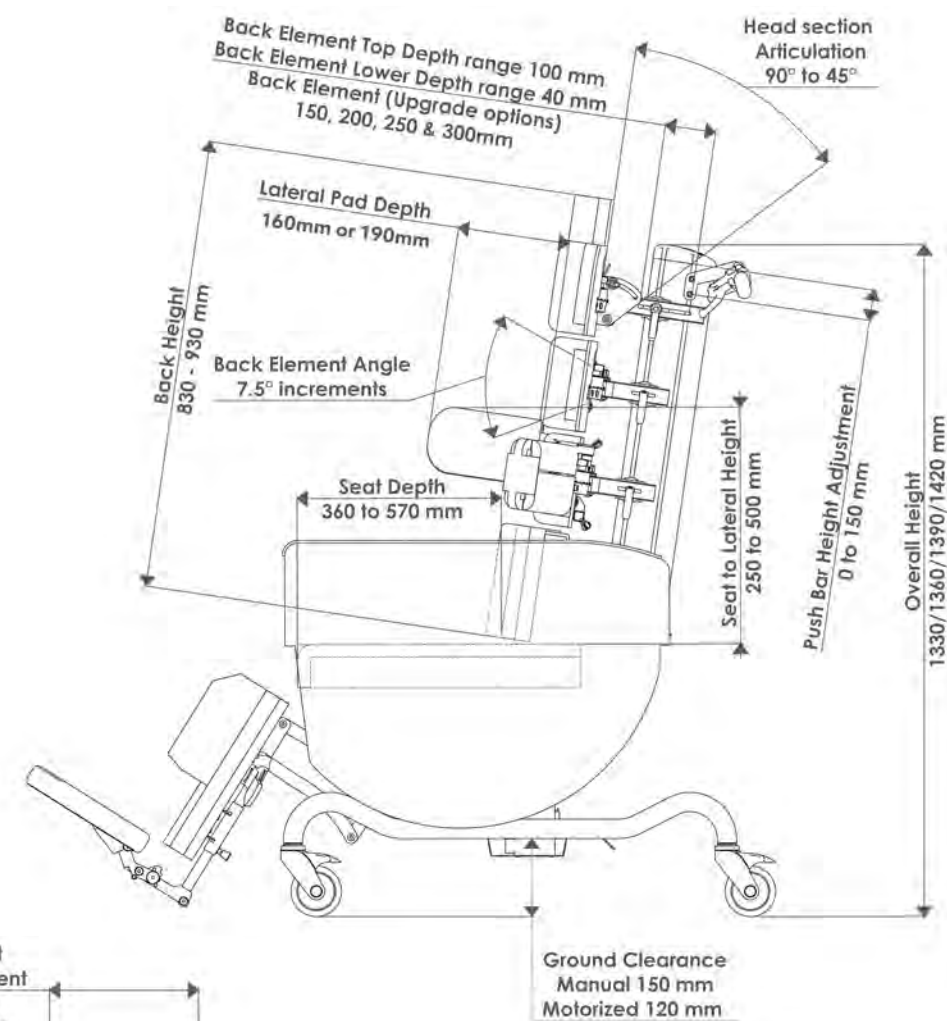 Back Element Top Depth range 100 mm
Back Element Lower Depth range 40 mm
Back Element (Upgrade options)
150, 200, 250 & 300mm
Head section
Articulation
90° to 45°
Lateral Pad Depth
160mm or 190mm
Back Height
830 - 930 mm
Back Element Angle
7.5° increments
Seat Depth
360 to 570 mm
Seat to Lateral Height
250 to 500 mm
Push Bar Height Adjustment
0 to 150 mm
Overall Height
1330/1360/1390/1420 mm
Ground Clearance
Manual 150 mm
Motorized 120 mm